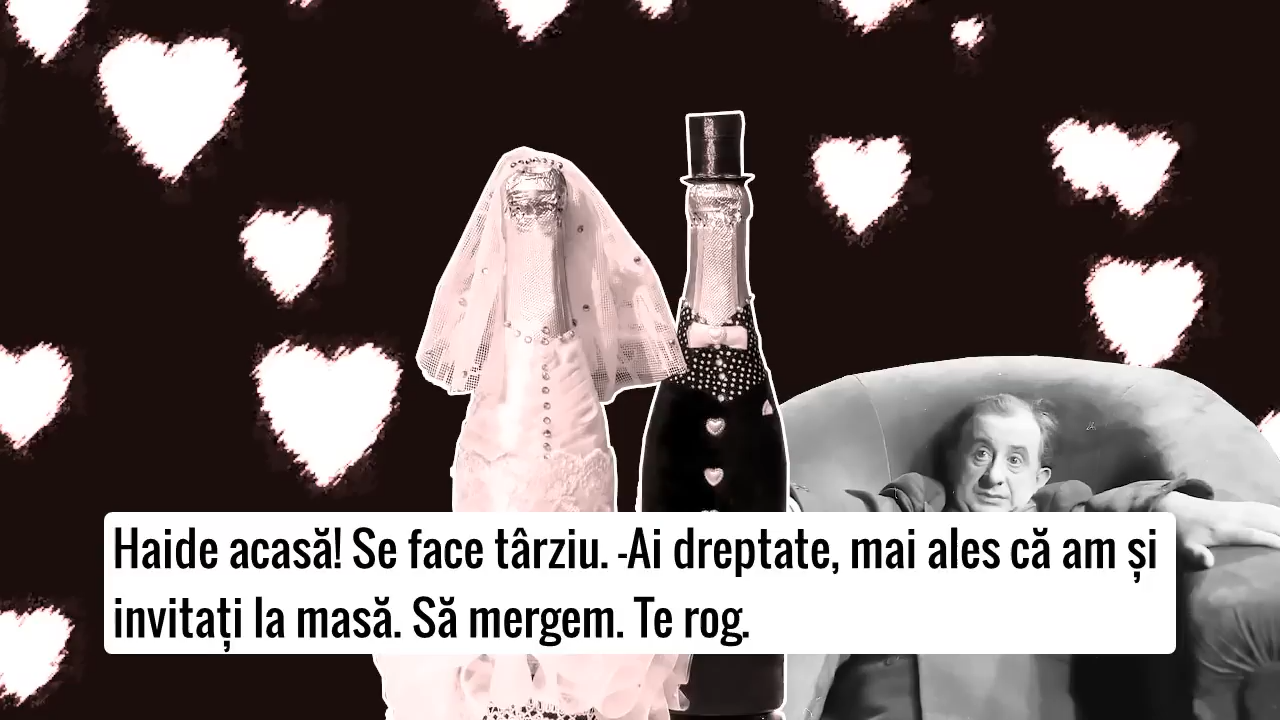 Haide acasă! Se face târziu. -Ai dreptate, mai ales că am și
invitați la masă. Să mergem. Te rog.